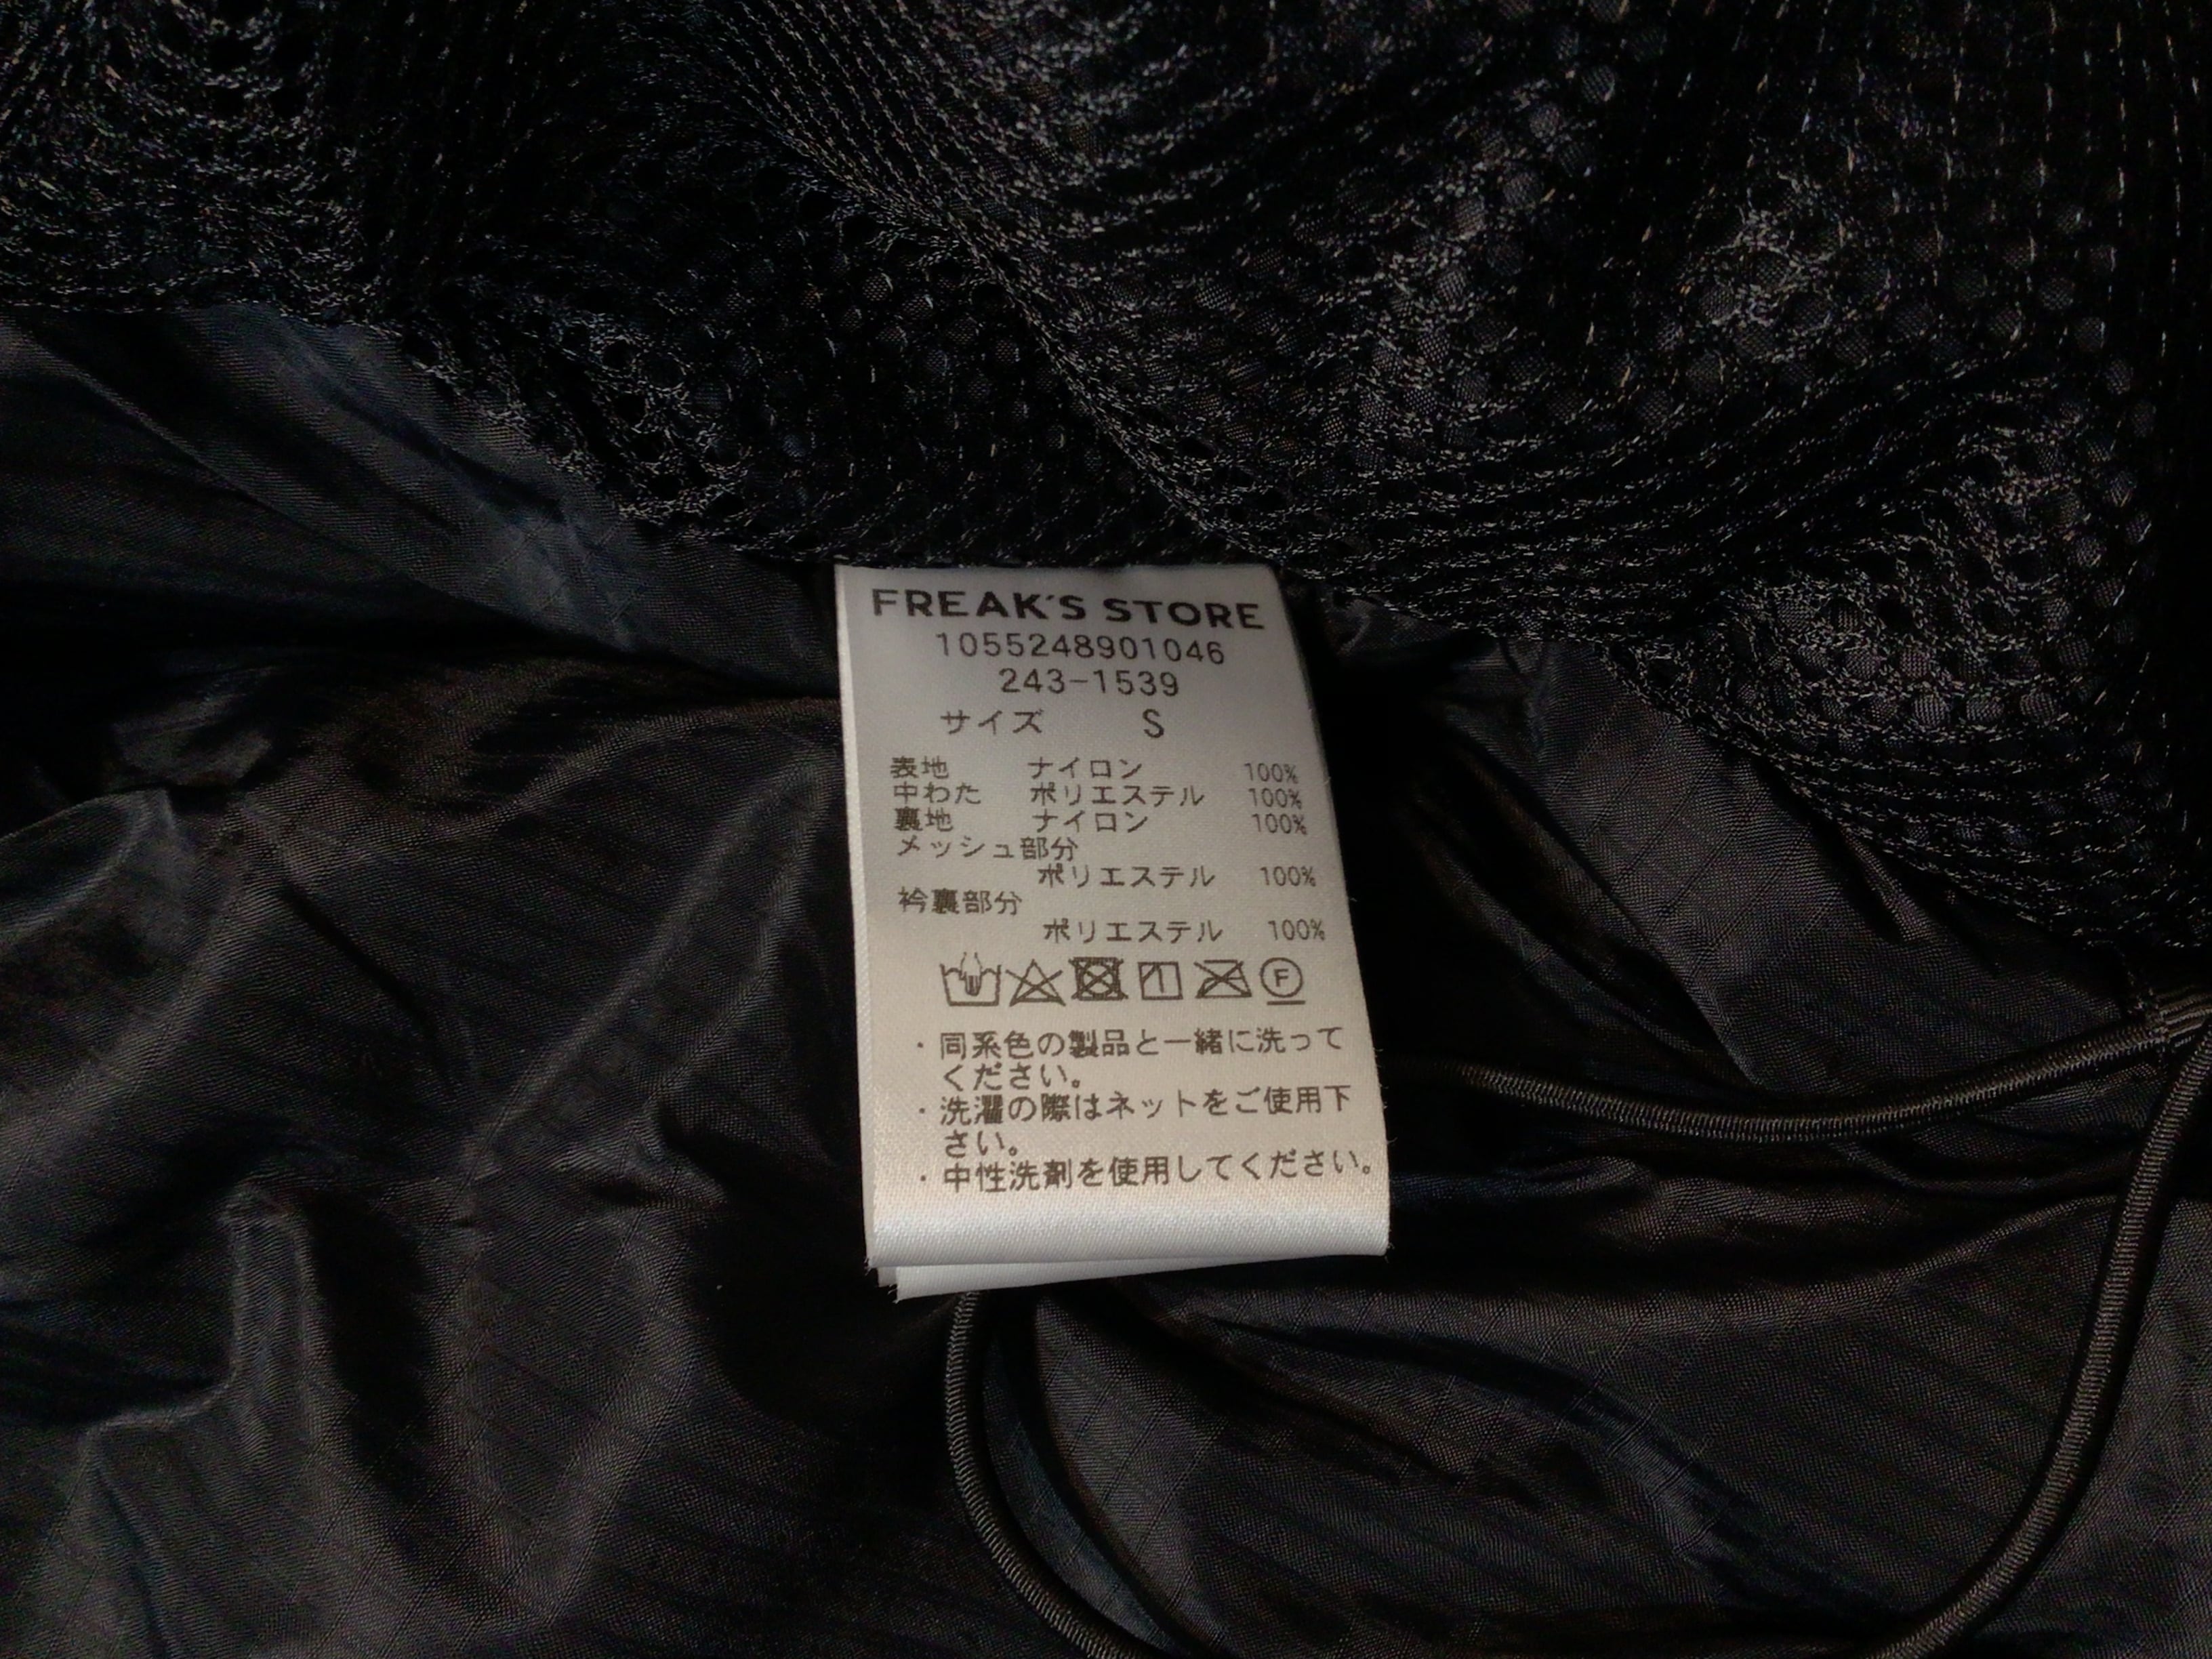 FREAK'S STORE
1055248901046
243-1539
サイズ S
表地 ナイロン 100%
中わた ポリエステル 100%
裏地 ナイロン 100%
メッシュ部分
ポリエステル 100%
衿裏部分
ポリエステル 100%
F
・同系色の製品と一緒に洗って
ください。
・洗濯の際はネットをご使用下
さい。
・中性洗剤を使用してください。